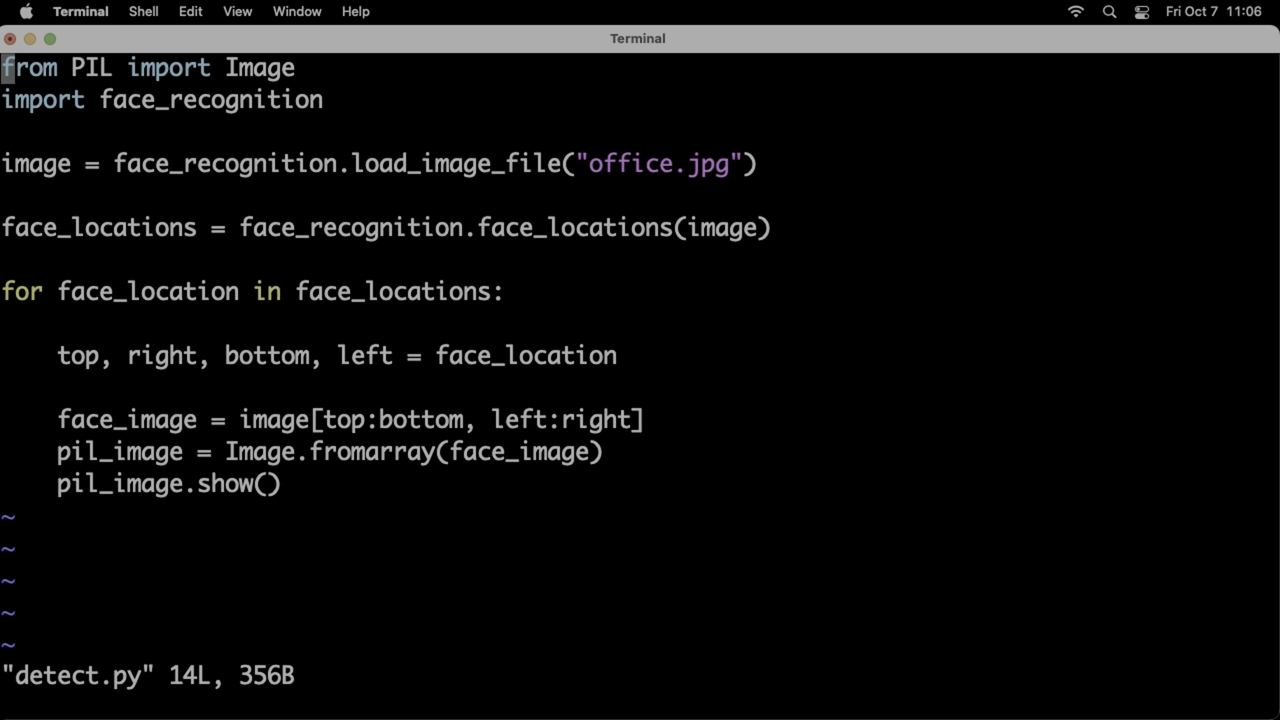 Terminal Shell Edit View Window Help Fri Oct 7 11:06
Terminal
from PIL import Image
import face_recognition
image = face_recognition.load_image_file("office.jpg")
face_locations = face_recognition.face_locations(image)
for face_location in face_locations:
    top, right, bottom, left = face_location
    face_image = image[top:bottom, left:right]
    pil_image = Image.fromarray(face_image)
    pil_image.show()
~
~
~
~
~
"detect.py" 14L, 356B